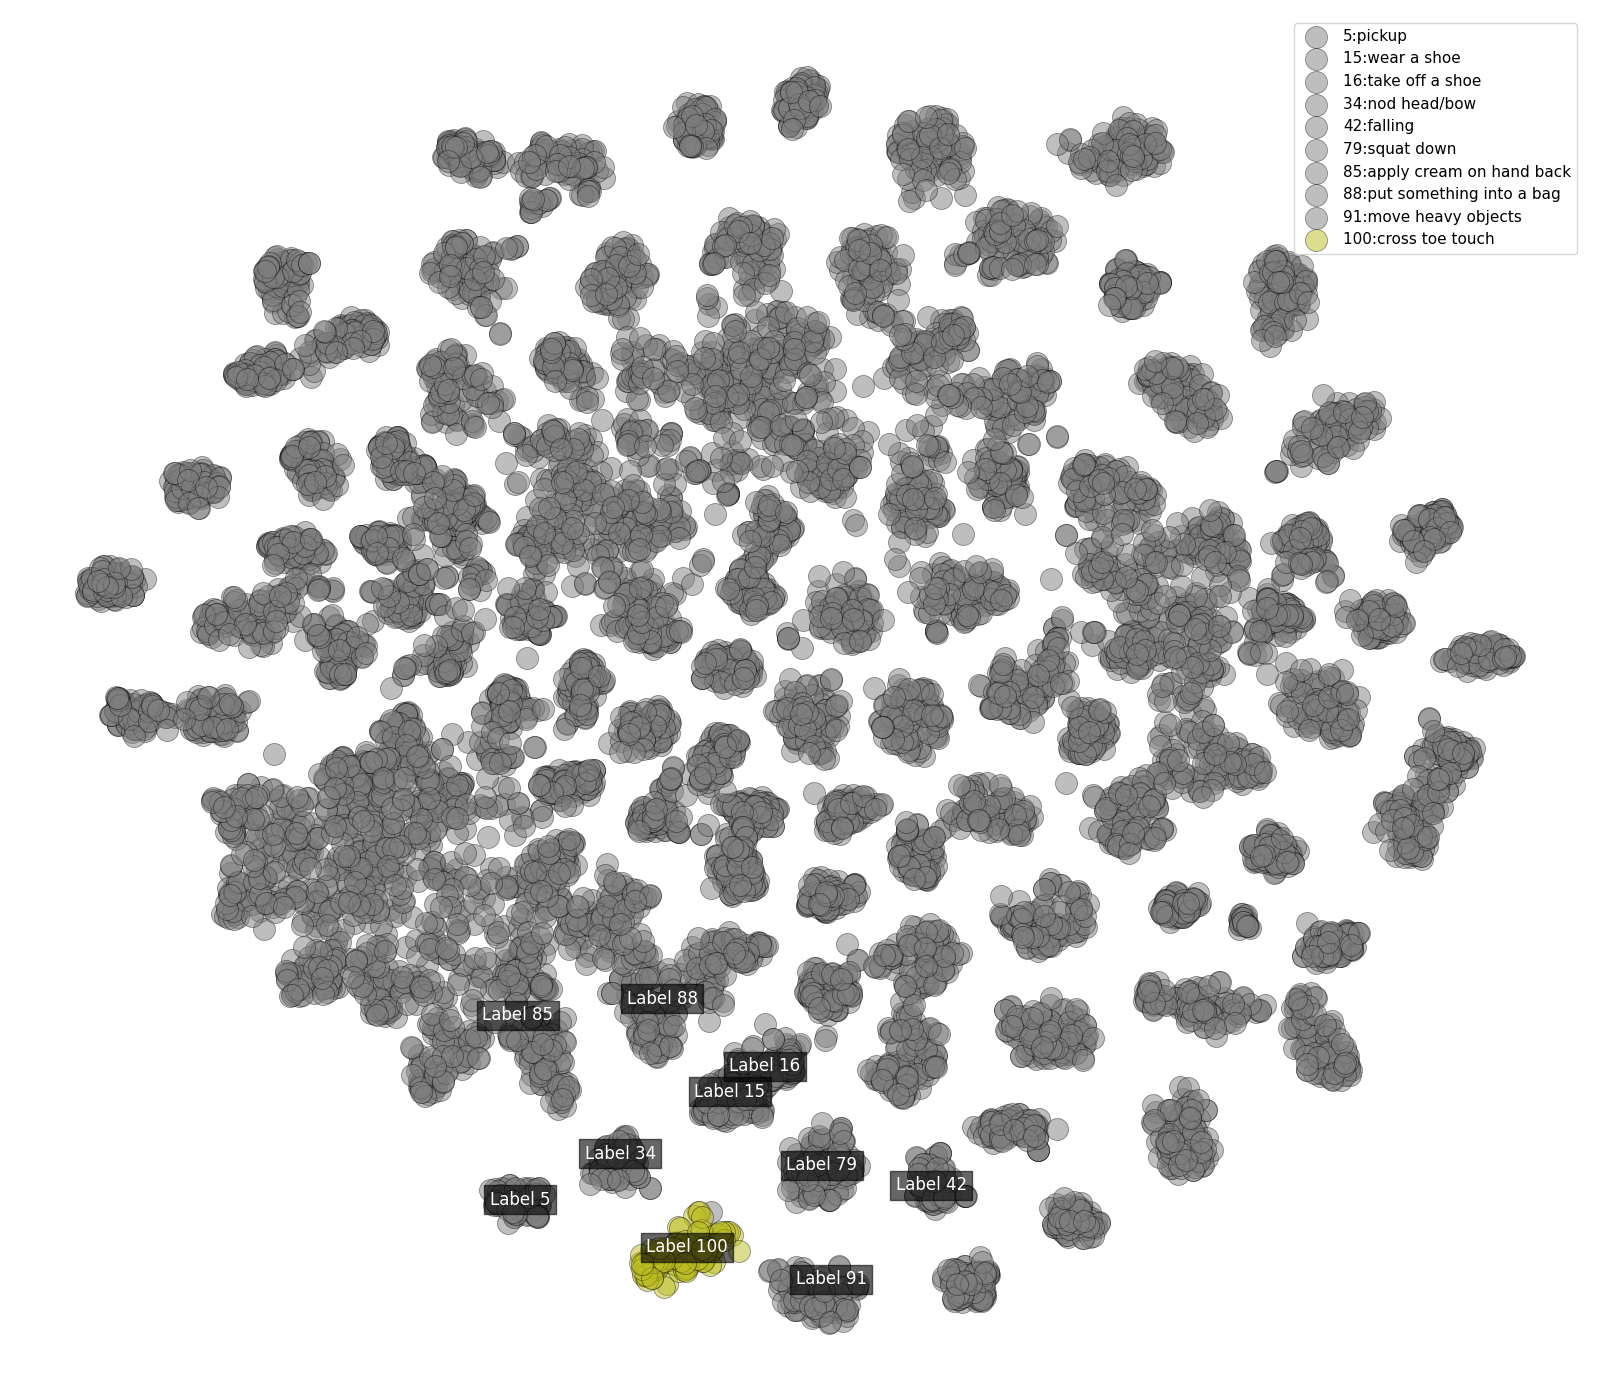 5:pickup
15:wear a shoe
16:take off a shoe
34:nod head/bow
42:falling
79:squat down
85:apply cream on hand back
88:put something into a bag
91:move heavy objects
100:cross toe touch
Label 88
Label 85
Label 16
Label 15
Label 34
Label 79
Label 42
Label 5
Label 100
Label 91